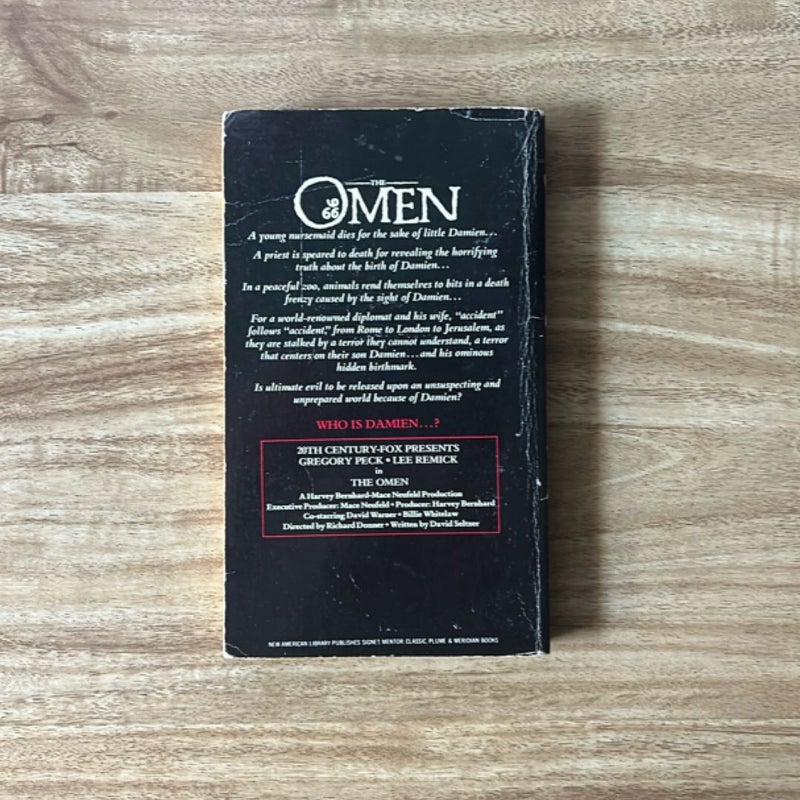 THE
OMEN
666
A young nursemaid dies for the sake of little Damien...
A priest is speared to death for revealing the horrifying
truth about the birth of Damien...
In a peaceful zoo, animals rend themselves to bits in a death
frenzy caused by the sight of Damien...
For a world-renowned diplomat and his wife, "accident"
follows "accident," from Rome to London to Jerusalem, as
they are stalked by a terror they cannot understand, a terror
that centers on their son Damien...and his ominous
hidden birthmark.
Is ultimate evil to be released upon an unsuspecting and
unprepared world because of Damien?
WHO IS DAMIEN...?
20TH CENTURY-FOX PRESENTS
GREGORY PECK • LEE REMICK
in
THE OMEN
A Harvey Bernhard-Mace Neufeld Production
Executive Producer: Mace Neufeld • Producer: Harvey Bernhard
Co-starring David Warner • Billie Whitelaw
Directed by Richard Donner • Written by David Seltzer
NEW AMERICAN LIBRARY PUBLISHES SIGNET, MENTOR, CLASSIC, PLUME & MERIDIAN BOOKS